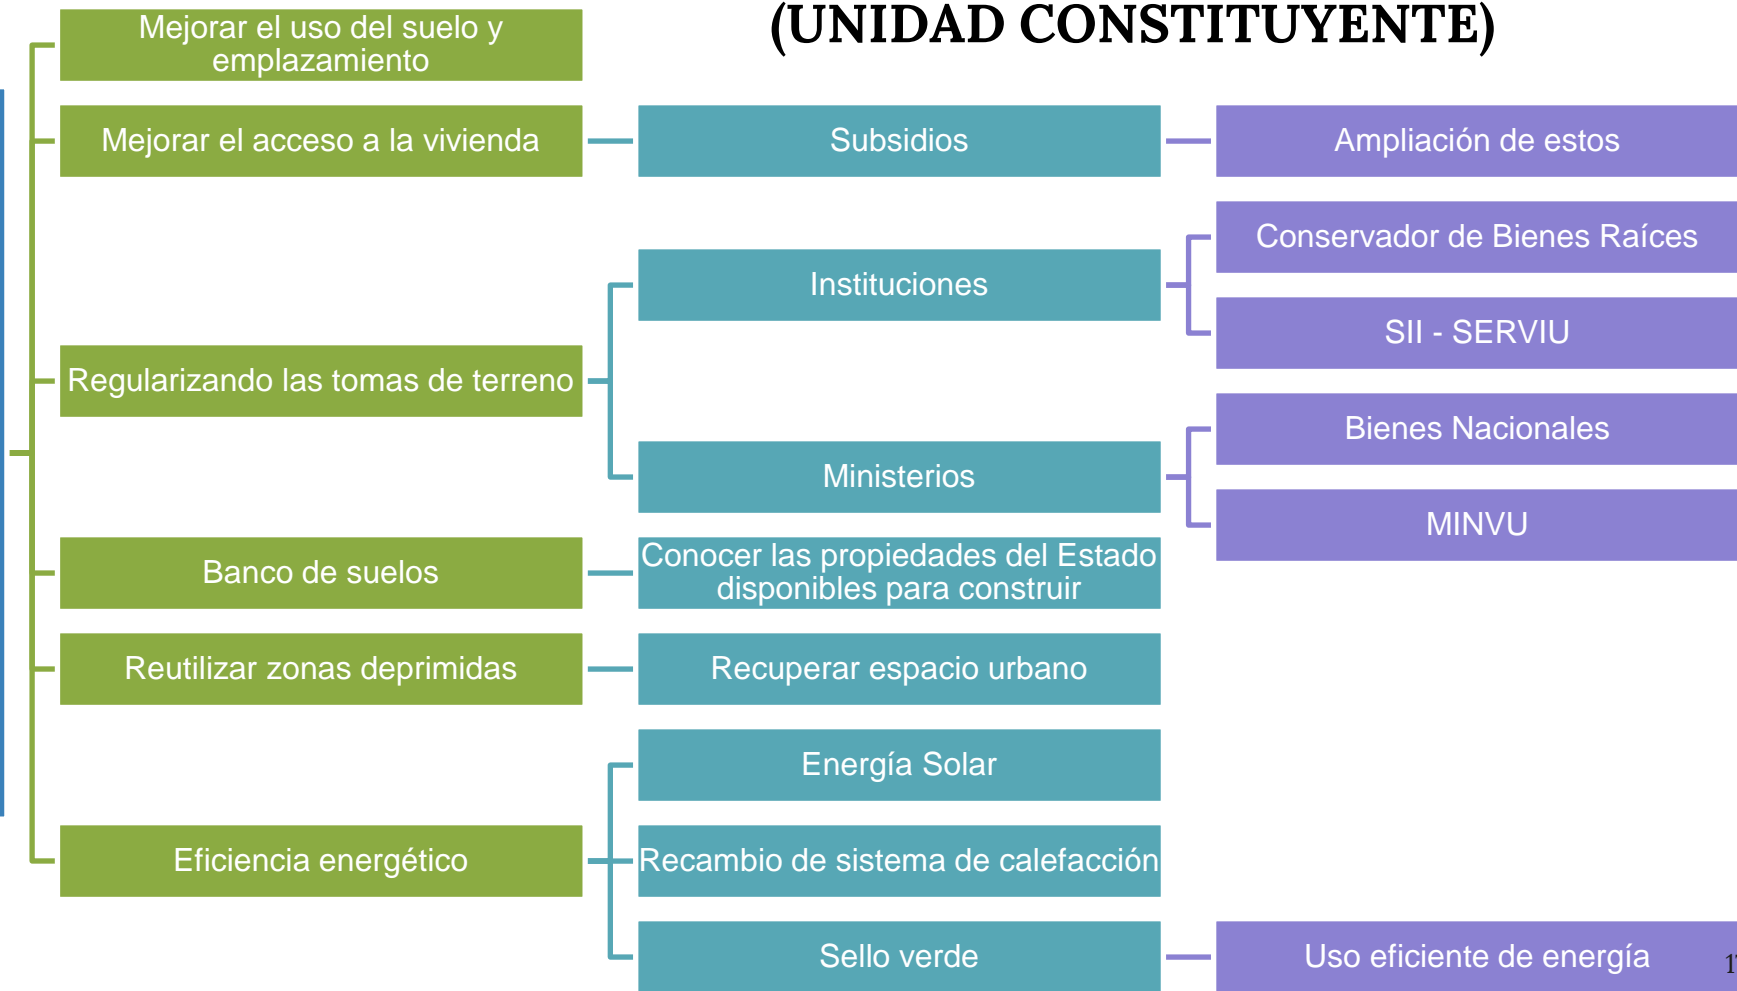 (UNIDAD CONSTITUYENTE)
Mejorar el uso del suelo y
emplazamiento
Mejorar el acceso a la vivienda
Subsidios
Ampliación de estos
Regularizando las tomas de terreno
Instituciones
Conservador de Bienes Raíces
SII - SERVIU
Ministerios
Bienes Nacionales
MINVU
Banco de suelos
Conocer las propiedades del Estado
disponibles para construir
Reutilizar zonas deprimidas
Recuperar espacio urbano
Eficiencia energético
Energía Solar
Recambio de sistema de calefacción
Sello verde
Uso eficiente de energía